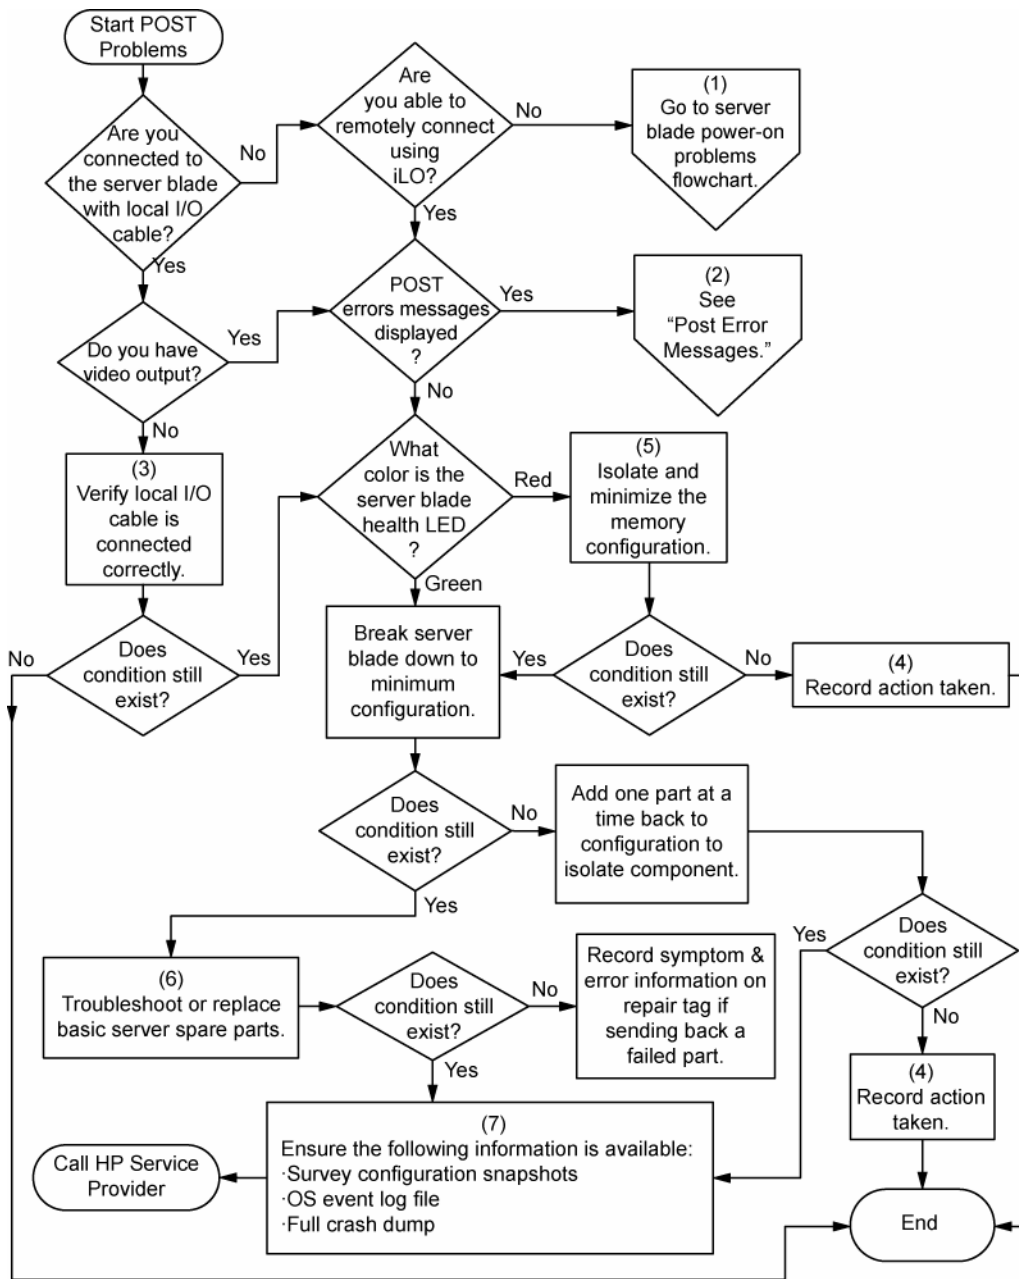 Start POST
Problems
Are you
connected to
the server blade
with local I/O
cable?
No
Yes
Are
you able to
remotely connect
using
iLO?
No
Yes
(1)
Go to server
blade power-on
problems
flowchart.
Do you have
video output?
Yes
No
POST
errors messages
displayed
?
Yes
No
(2)
See
“Post Error
Messages.”
(3)
Verify local I/O
cable is
connected
correctly.
What
color is the
server blade
health LED
?
Red
Green
(5)
Isolate and
minimize the
memory
configuration.
No
Does
condition still
exist?
Yes
Break server
blade down to
minimum
configuration.
Yes
Does
condition still
exist?
No
(4)
Record action taken.
Does
condition still
exist?
No
Yes
Add one part at a
time back to
configuration to
isolate component.
Yes
Does
condition still
exist?
No
(6)
Troubleshoot or replace
basic server spare parts.
Does
condition still
exist?
No
Yes
Record symptom &
error information on
repair tag if
sending back a
failed part.
(4)
Record action
taken.
(7)
Ensure the following information is available:
·Survey configuration snapshots
·OS event log file
·Full crash dump
Call HP Service
Provider
End